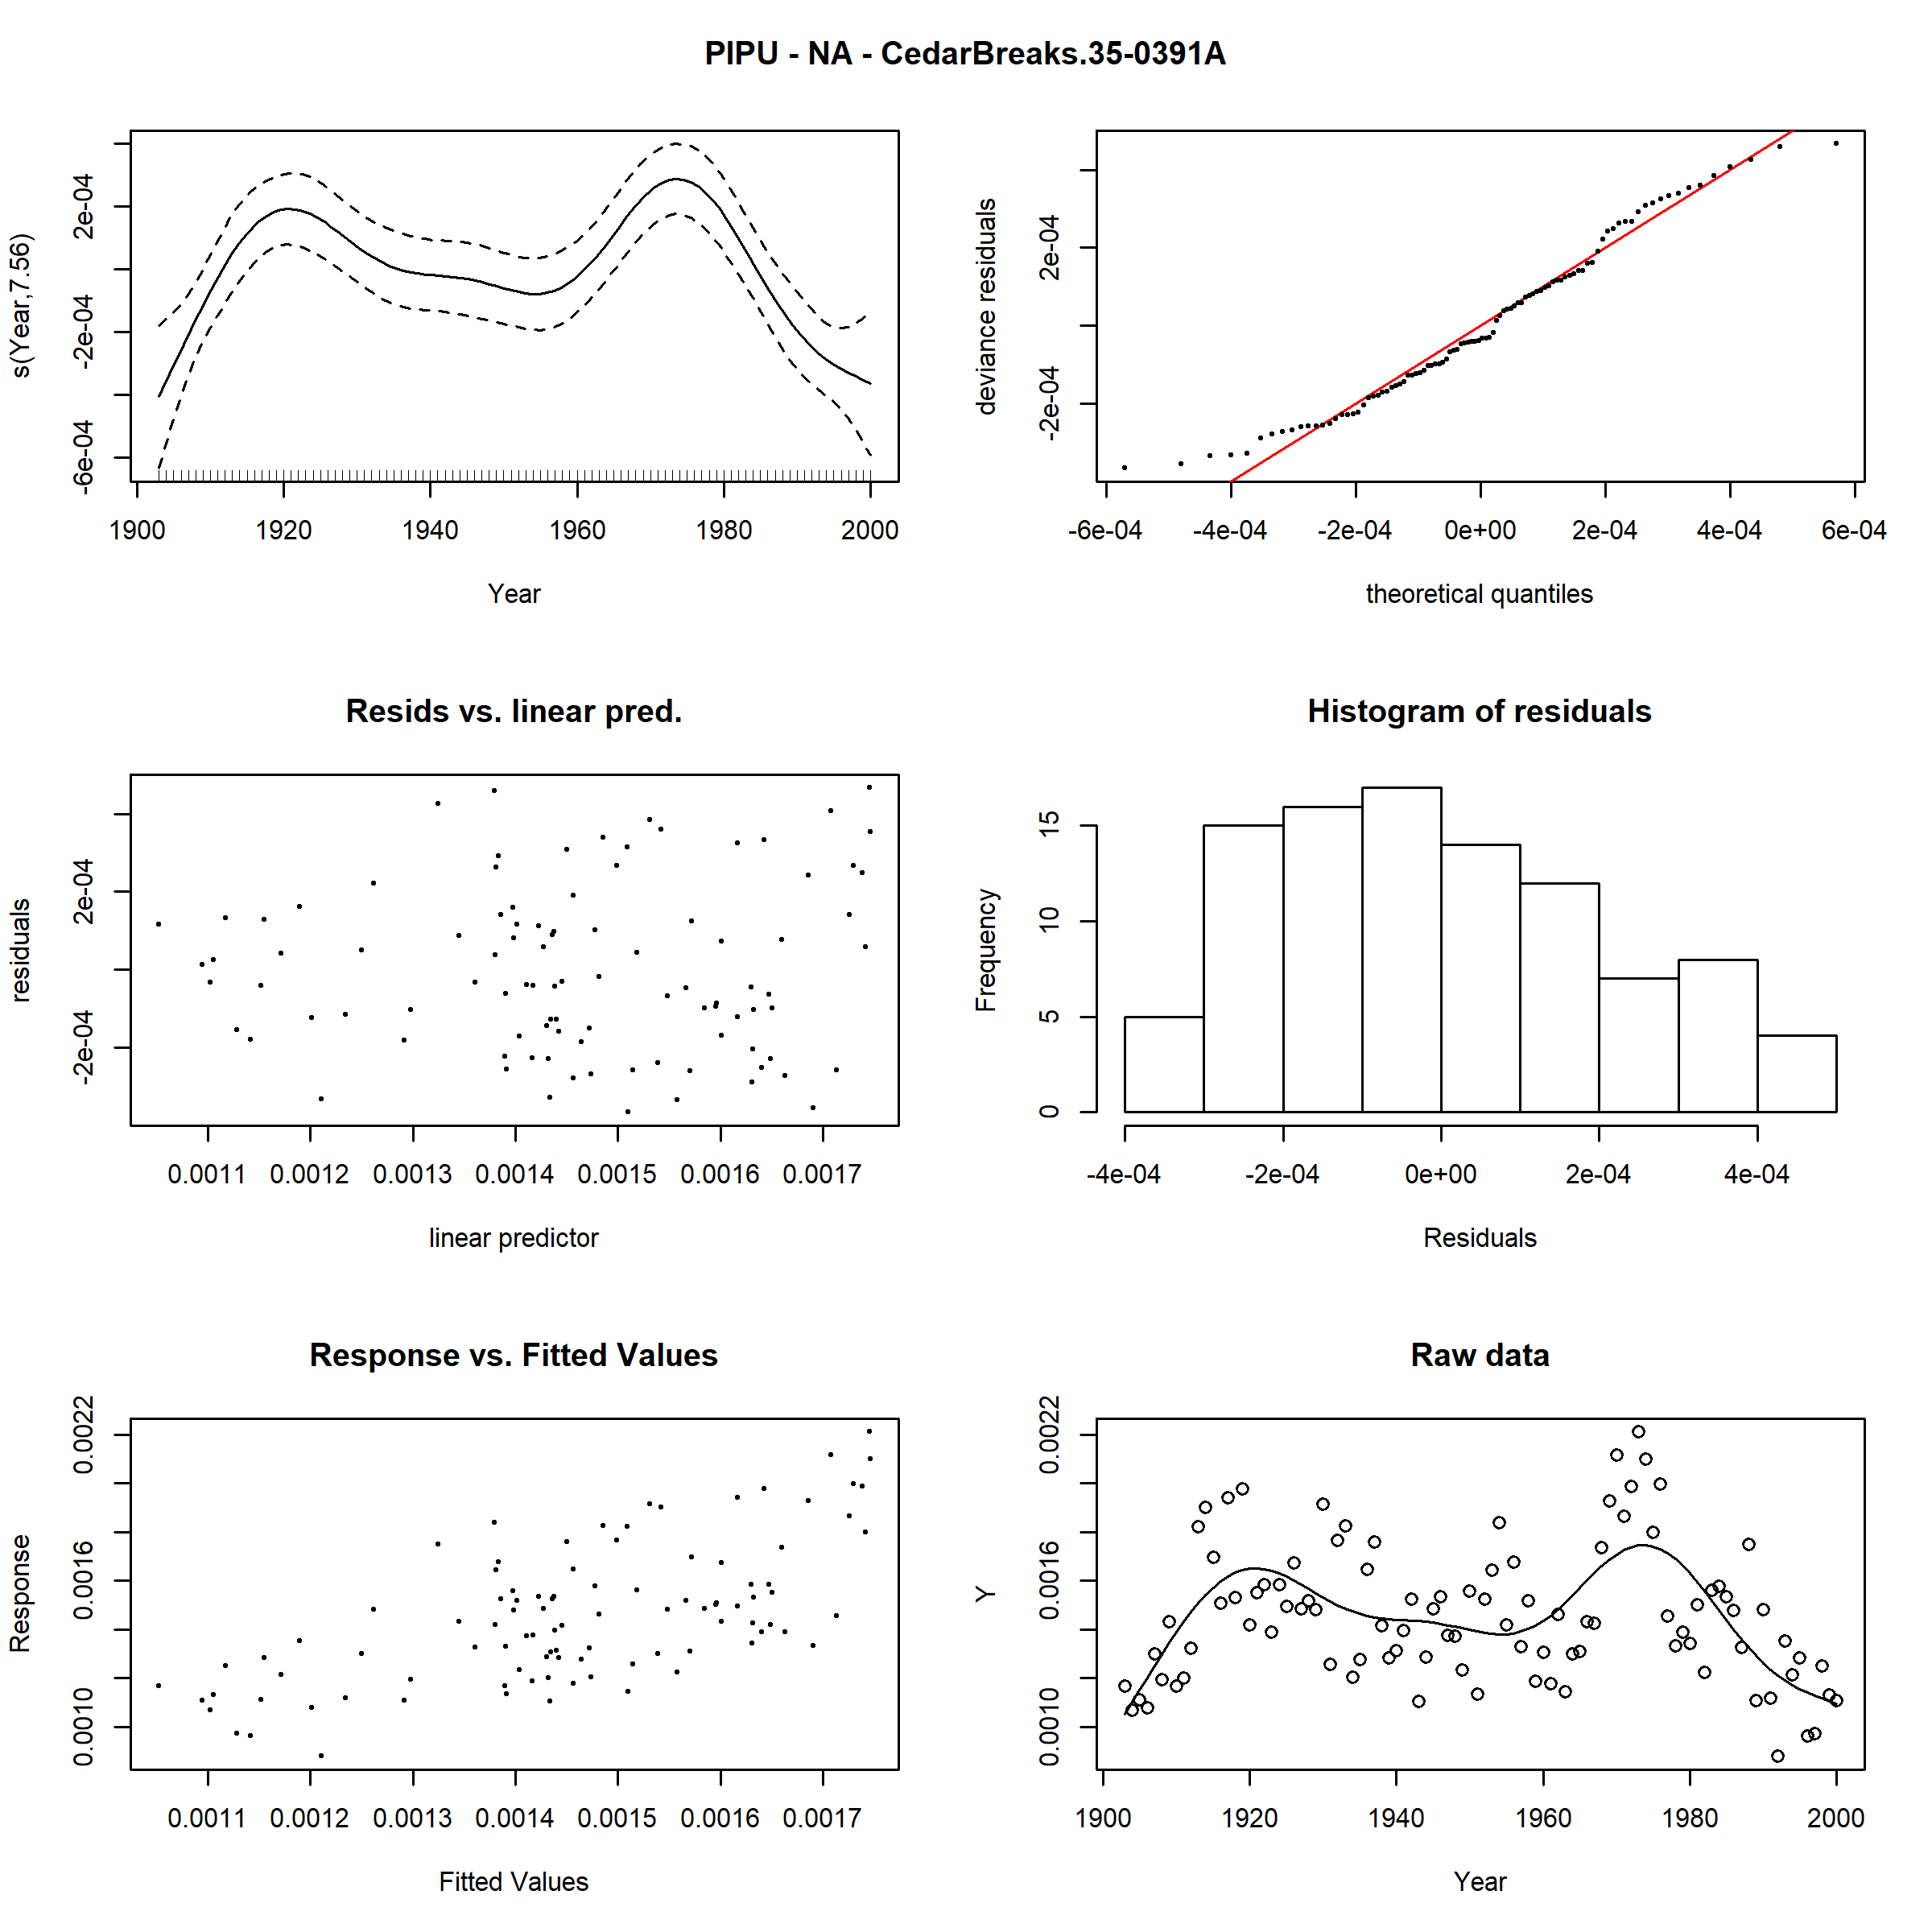 PIPU - NA - CedarBreaks.35-0391A
s(Year,7.56)
2e-04
-2e-04
-6e-04
1900 1920 1940 1960 1980 2000
Year
deviance residuals
2e-04
-2e-04
-6e-04 -4e-04 -2e-04 0e+00 2e-04 4e-04 6e-04
theoretical quantiles
Resids vs. linear pred.
residuals
2e-04
-2e-04
0.0011 0.0012 0.0013 0.0014 0.0015 0.0016 0.0017
linear predictor
Histogram of residuals
Frequency
15
10
5
0
-4e-04 -2e-04 0e+00 2e-04 4e-04
Residuals
Response vs. Fitted Values
Response
0.0022
0.0016
0.0010
0.0011 0.0012 0.0013 0.0014 0.0015 0.0016 0.0017
Fitted Values
Raw data
Y
0.0022
0.0016
0.0010
1900 1920 1940 1960 1980 2000
Year